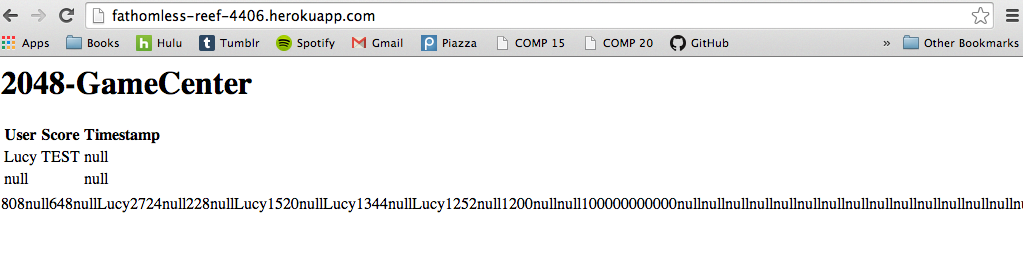 fathomless-reef-4406.herokuapp.com
Apps Books Hulu Tumblr Spotify Gmail Piazza COMP 15 COMP 20 GitHub » Other Bookmarks
2048-GameCenter
User Score Timestamp
Lucy TEST null
null null
808null648nullLucy2724null228nullLucy1520nullLucy1344nullLucy1252null1200nullnull100000000000nullnullnullnullnullnullnullnullnullnullnullnullnullnulln